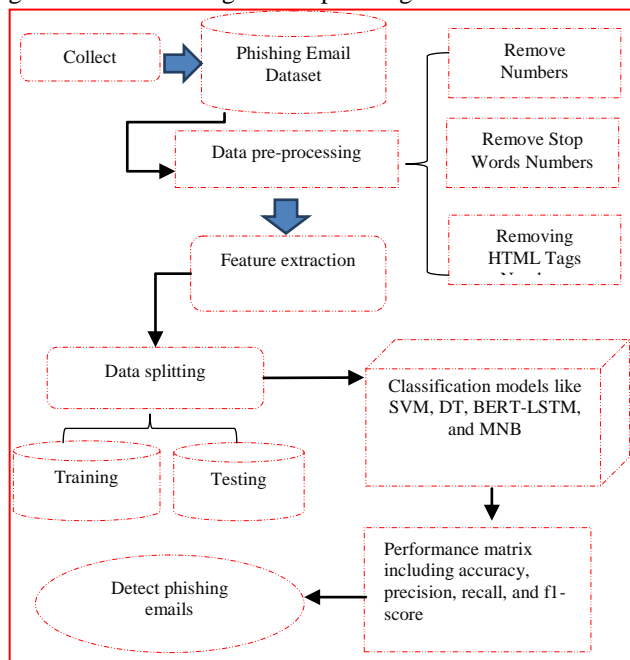 Collect
Phishing Email
Dataset
Remove
Numbers
Data pre-processing
Remove Stop
Words Numbers
Removing
HTML Tags
Feature extraction
Data splitting
Classification models like
SVM, DT, BERT-LSTM,
and MNB
Training
Testing
Performance matrix
including accuracy,
precision, recall, and f1-
score
Detect phishing
emails